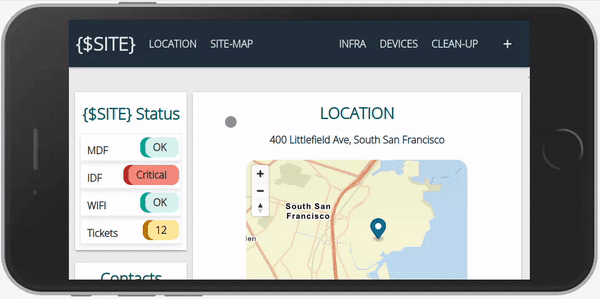 {$SITE} LOCATION SITE-MAP INFRA DEVICES CLEAN-UP +
{$SITE} Status
MDF OK
IDF Critical
WIFI OK
Tickets 12
Contacts
LOCATION
400 Littlefield Ave, South San Francisco
+
−
South San
Francisco